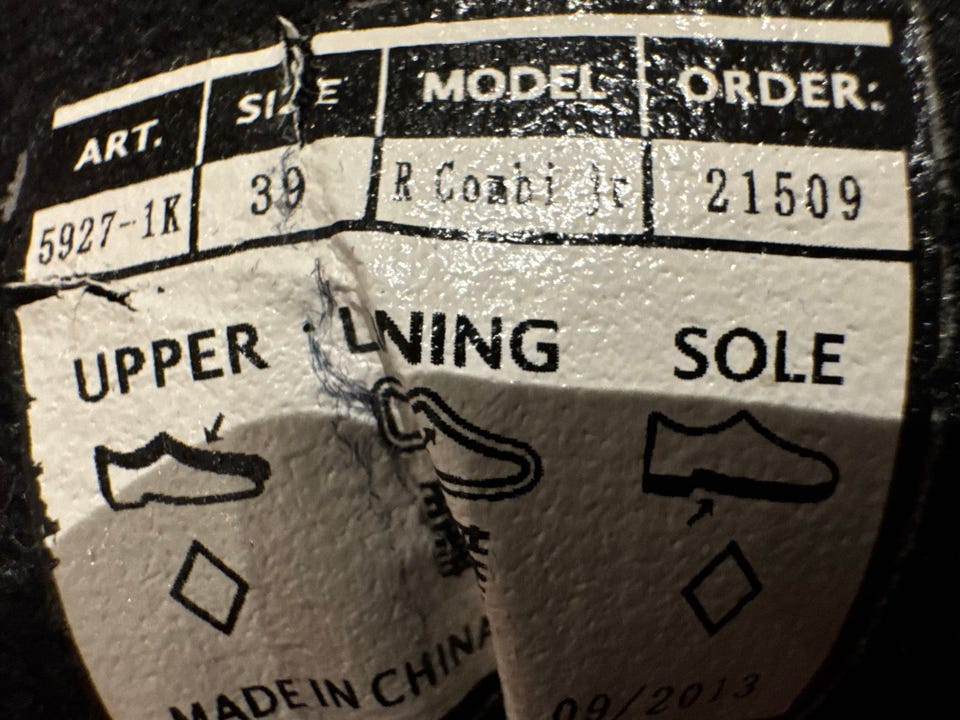 ART. SIZE MODEL ORDER:
5927-1K 39 R Combi Jr 21509
UPPER LINING SOLE
MADE IN CHINA 09/2013